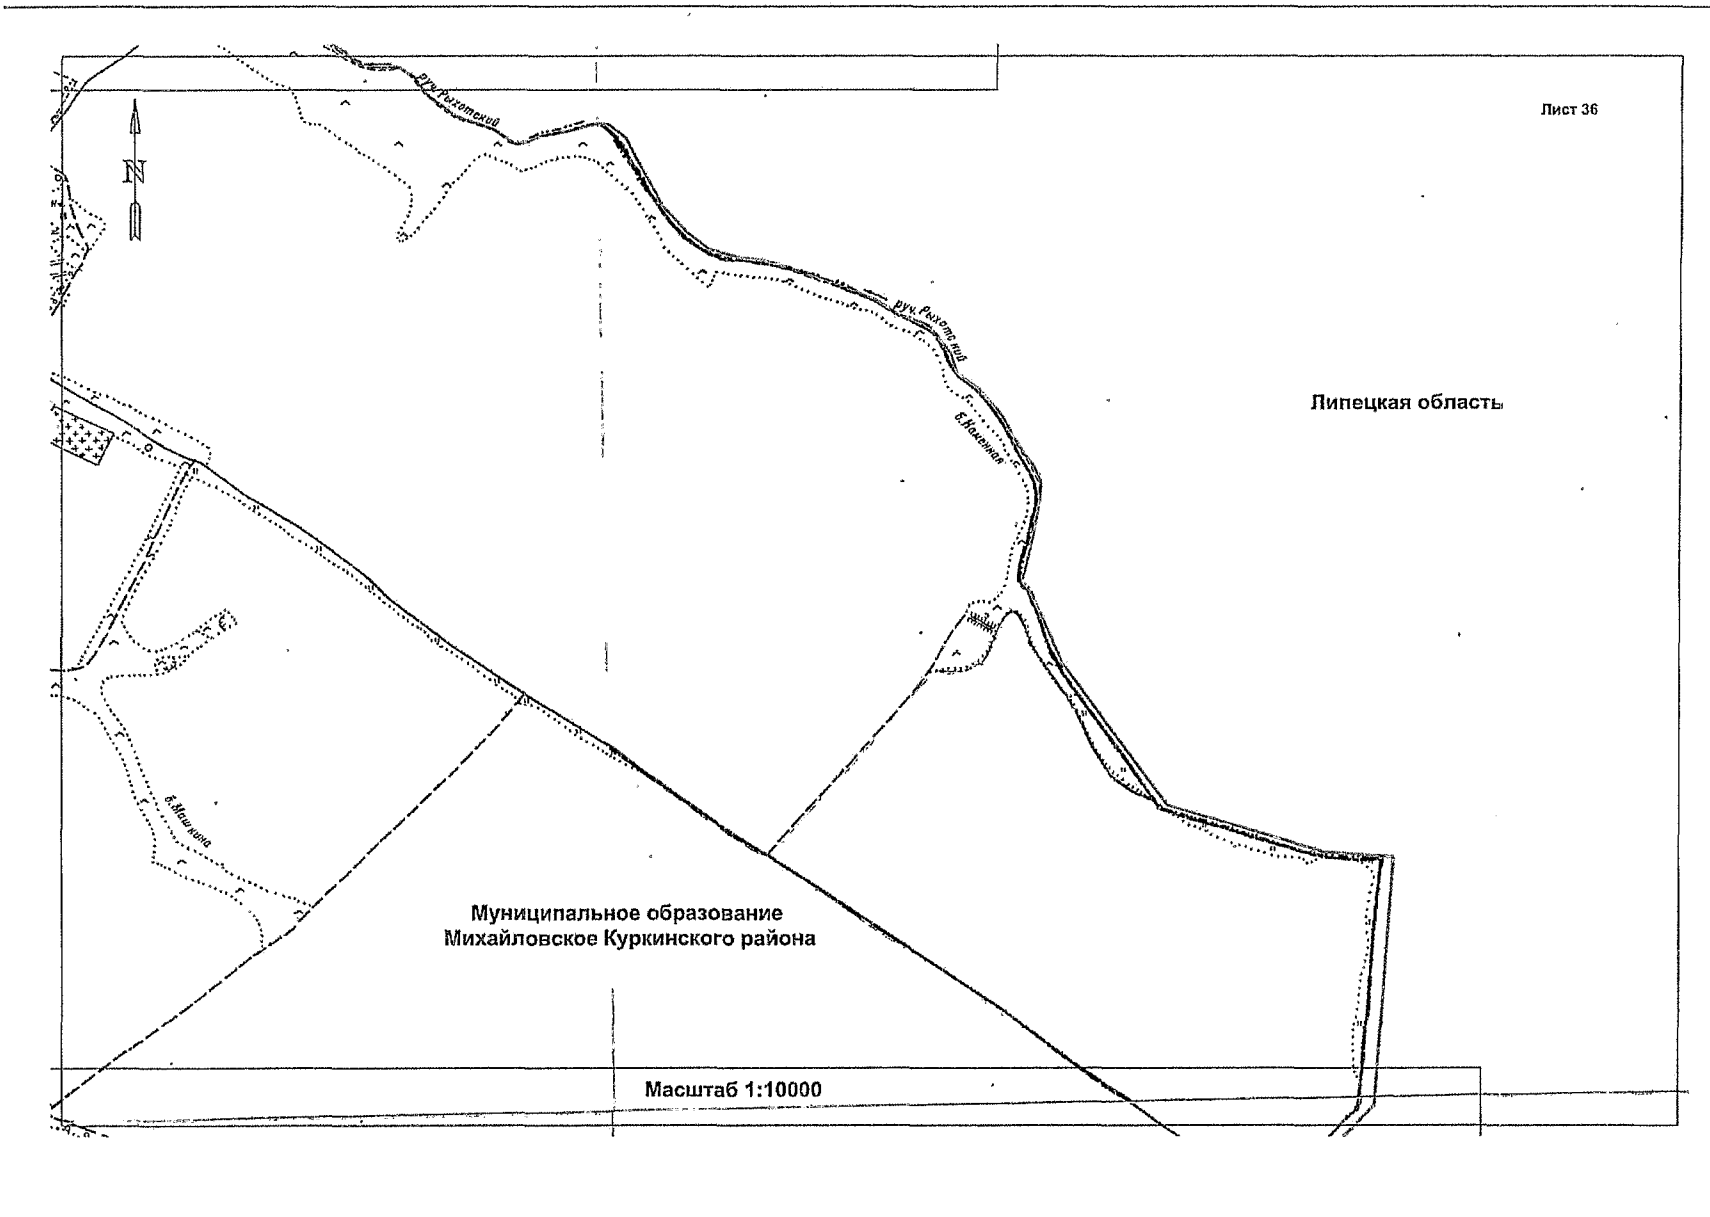 Лист 36
руч.Рыхотский
N
руч. Рыхотский
Липецкая область
б.Каменная
б.Машкина
Муниципальное образование
Михайловское Куркинского района
Масштаб 1:10000